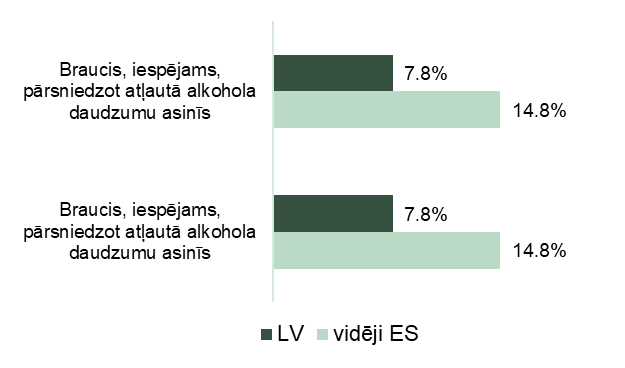 Braucis, iespējams,
pārsniedzot atļautā alkohola
daudzumu asinīs
7.8%
14.8%
Braucis, iespējams,
pārsniedzot atļautā alkohola
daudzumu asinīs
7.8%
14.8%
LV vidēji ES